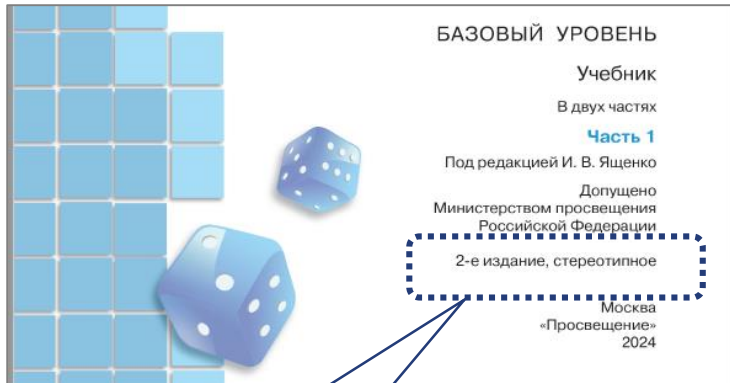 БАЗОВЫЙ УРОВЕНЬ
Учебник
В двух частях
Часть 1
Под редакцией И. В. Ященко
Допущено
Министерством просвещения
Российской Федерации
2-е издание, стереотипное
Москва
«Просвещение»
2024